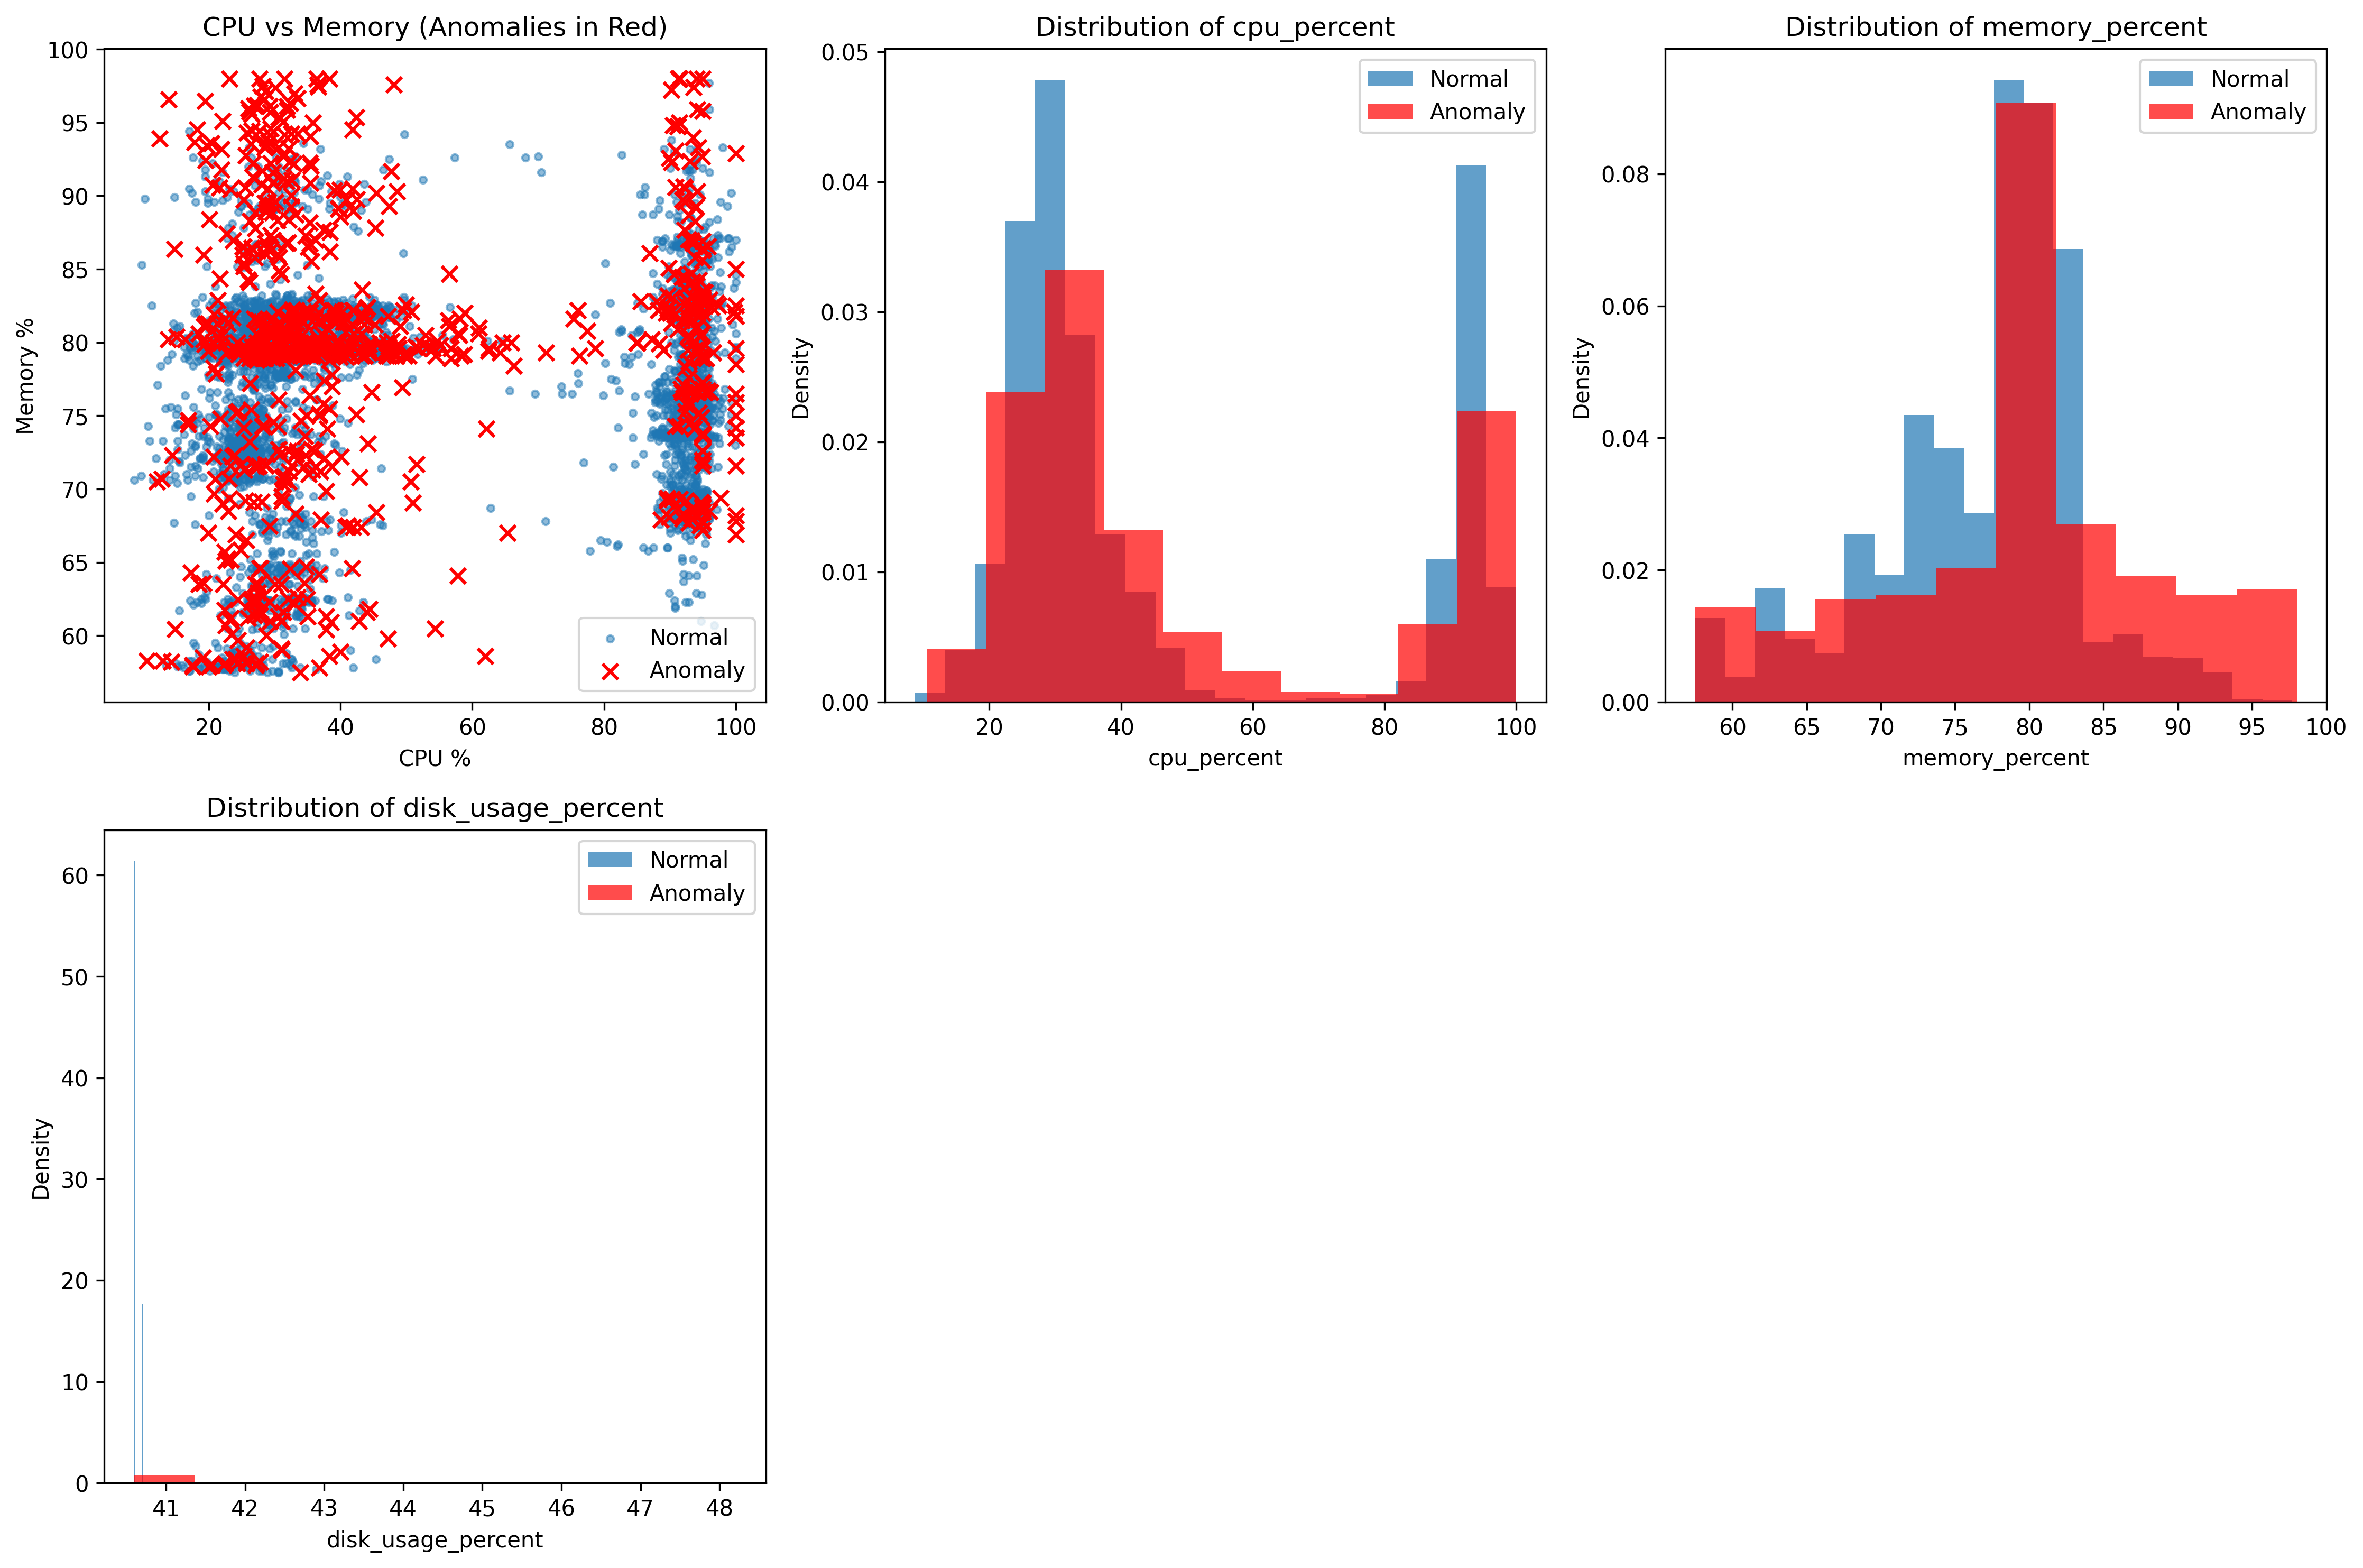 CPU vs Memory (Anomalies in Red)
Memory %
100
95
90
85
80
75
70
65
60
Normal
Anomaly
20 40 60 80 100
CPU %
Distribution of cpu_percent
Density
0.05
0.04
0.03
0.02
0.01
0.00
Normal
Anomaly
20 40 60 80 100
cpu_percent
Distribution of memory_percent
Density
0.08
0.06
0.04
0.02
0.00
Normal
Anomaly
60 65 70 75 80 85 90 95 100
memory_percent
Distribution of disk_usage_percent
Density
60
50
40
30
20
10
0
Normal
Anomaly
41 42 43 44 45 46 47 48
disk_usage_percent